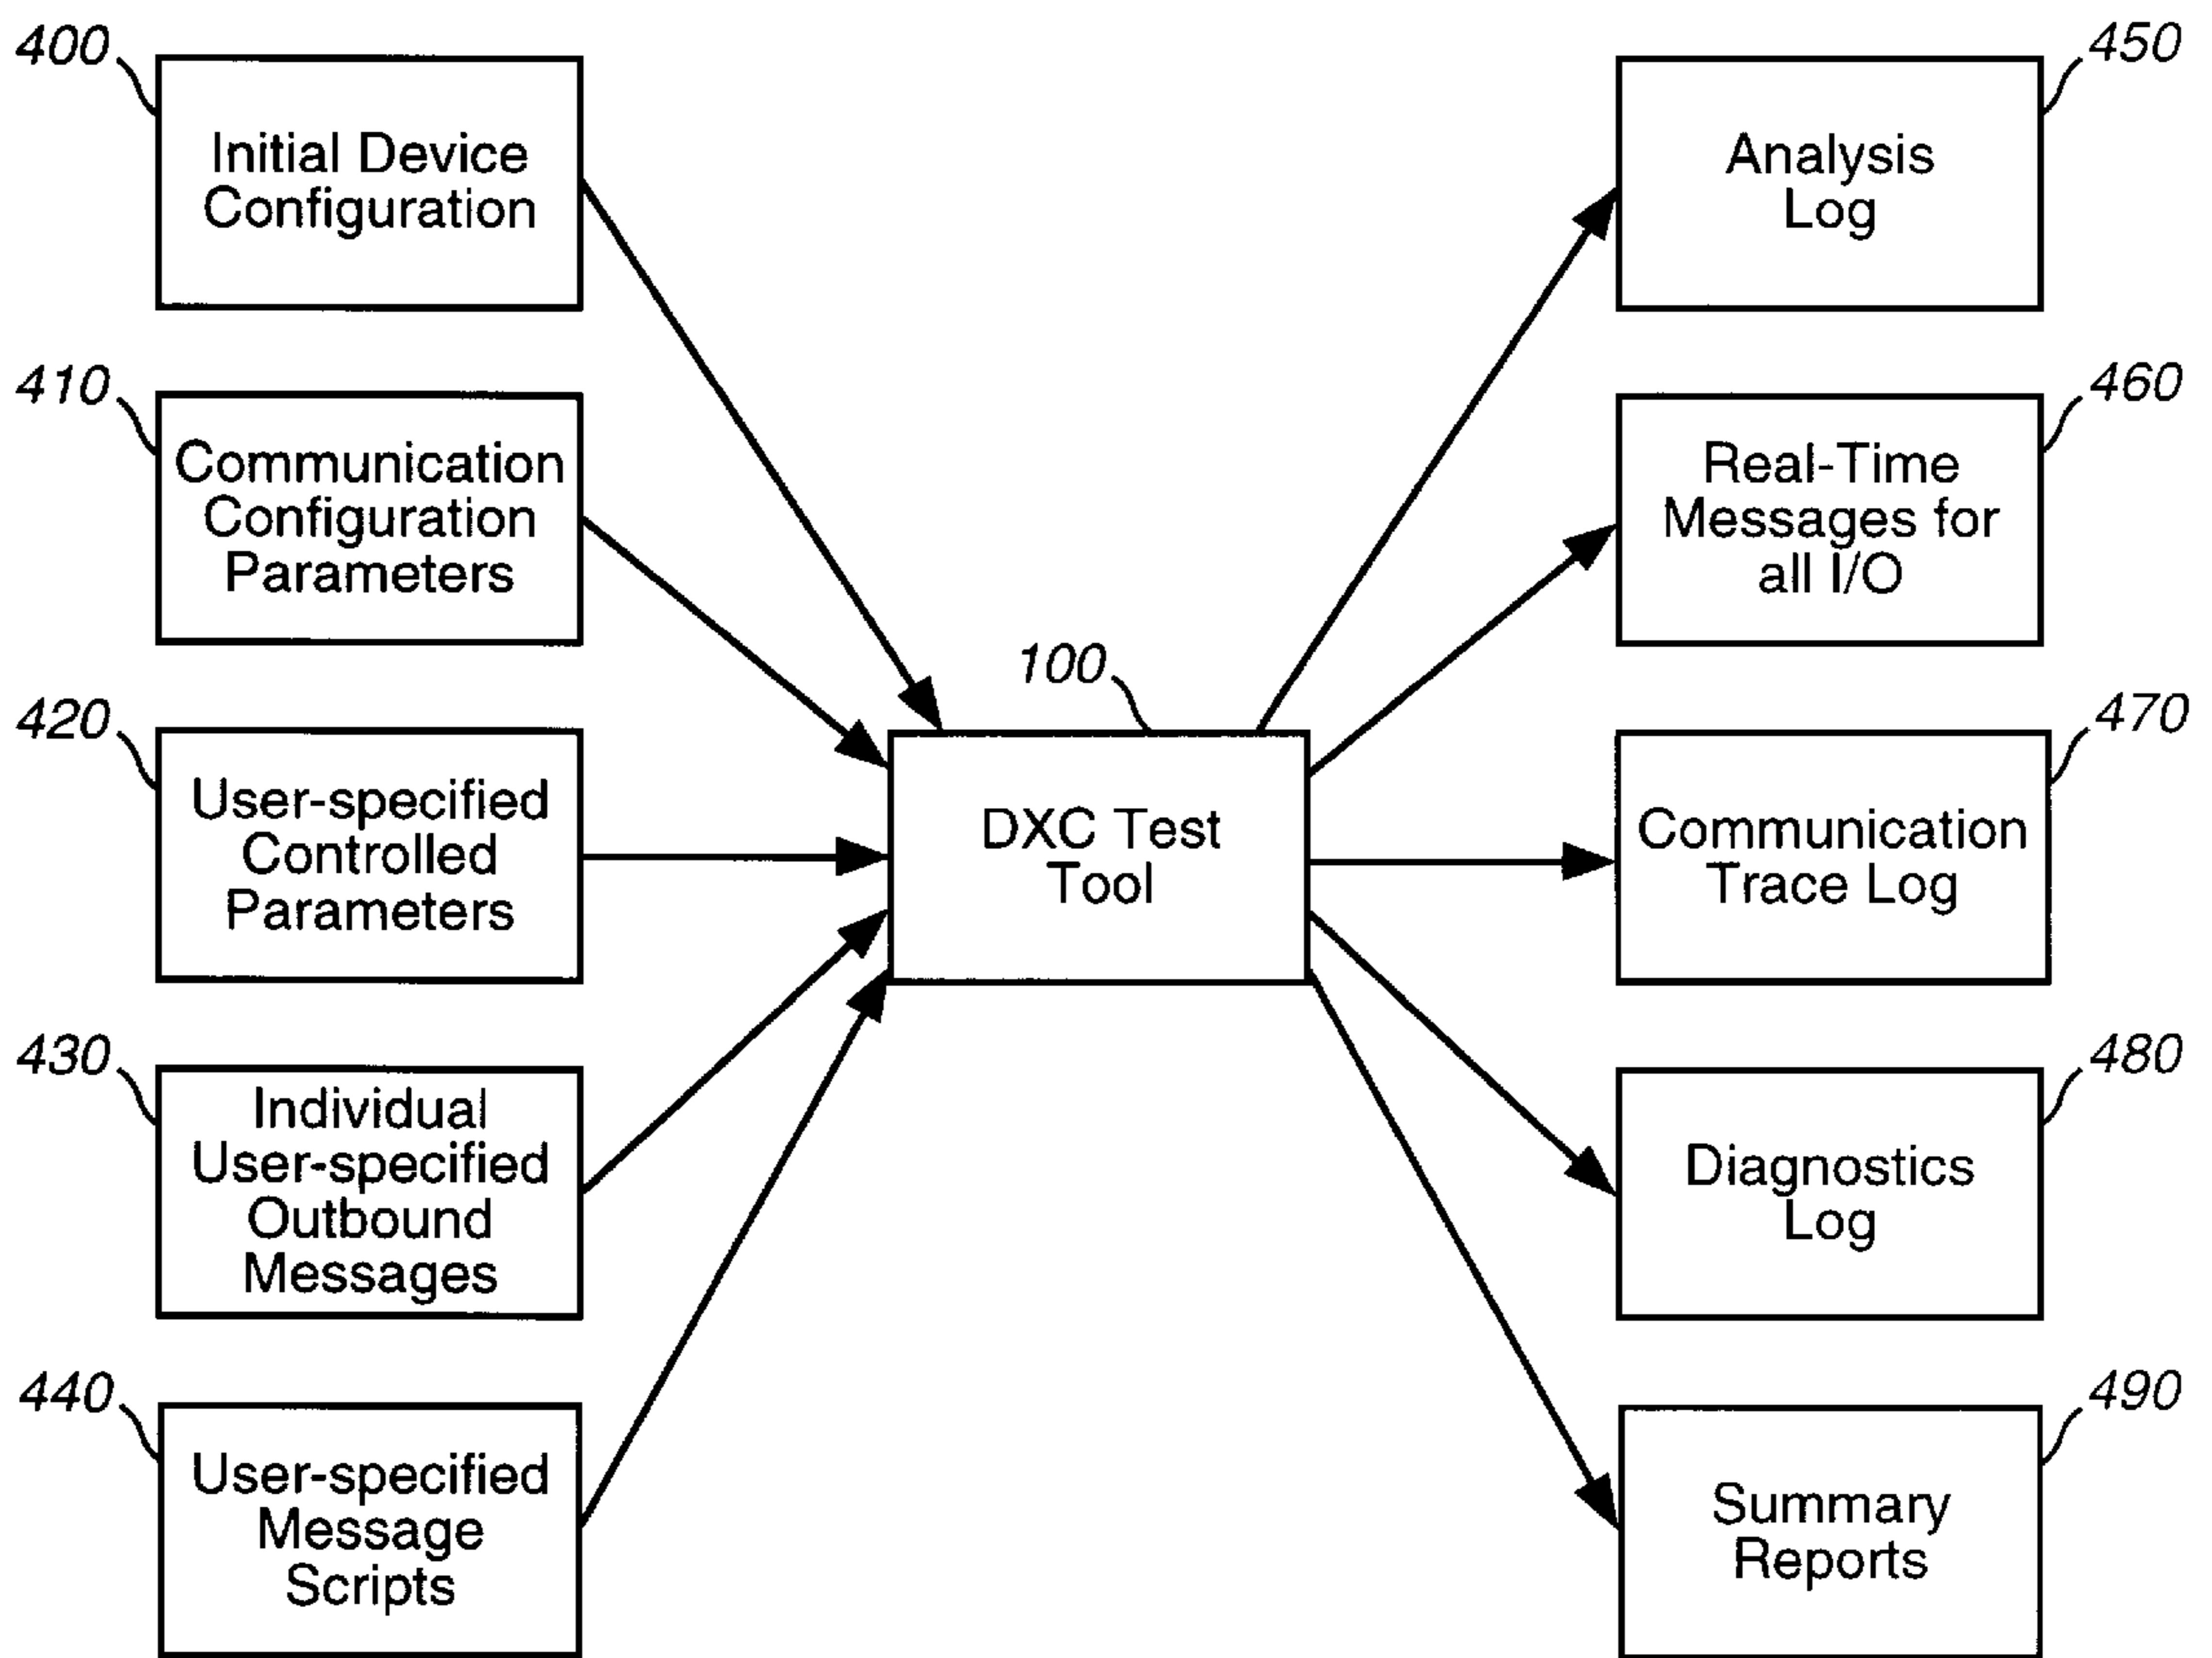 400
Initial Device
Configuration
410
Communication
Configuration
Parameters
420
User-specified
Controlled
Parameters
430
Individual
User-specified
Outbound
Messages
440
User-specified
Message
Scripts
100
DXC Test
Tool
450
Analysis
Log
460
Real-Time
Messages for
all I/O
470
Communication
Trace Log
480
Diagnostics
Log
490
Summary
Reports